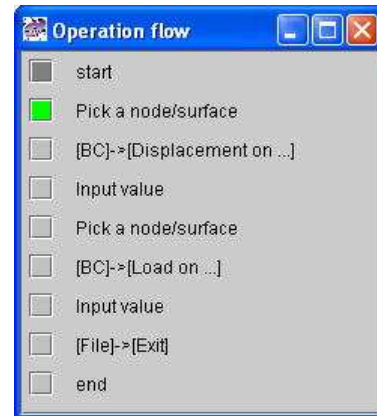 Operation flow
start
Pick a node/surface
[BC]->[Displacement on ...]
Input value
Pick a node/surface
[BC]->[Load on ...]
Input value
[File]->[Exit]
end